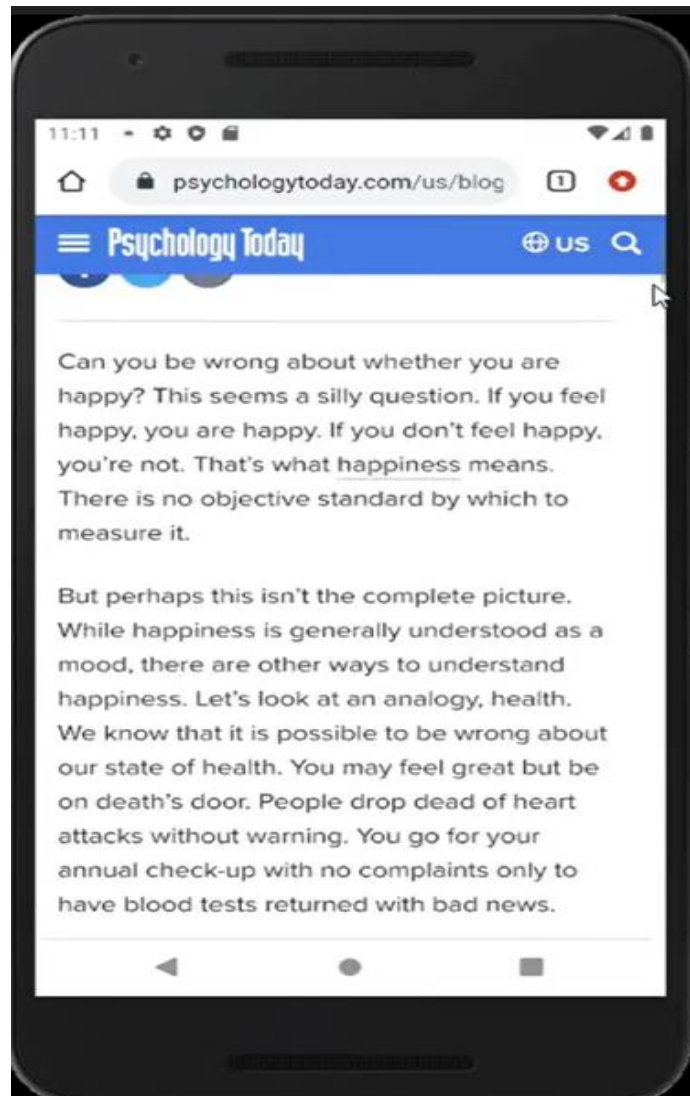 11:11
psychologytoday.com/us/blog
1
Psychology Today
US
Can you be wrong about whether you are
happy? This seems a silly question. If you feel
happy, you are happy. If you don't feel happy,
you're not. That's what happiness means.
There is no objective standard by which to
measure it.
But perhaps this isn't the complete picture.
While happiness is generally understood as a
mood, there are other ways to understand
happiness. Let's look at an analogy, health.
We know that it is possible to be wrong about
our state of health. You may feel great but be
on death's door. People drop dead of heart
attacks without warning. You go for your
annual check-up with no complaints only to
have blood tests returned with bad news.